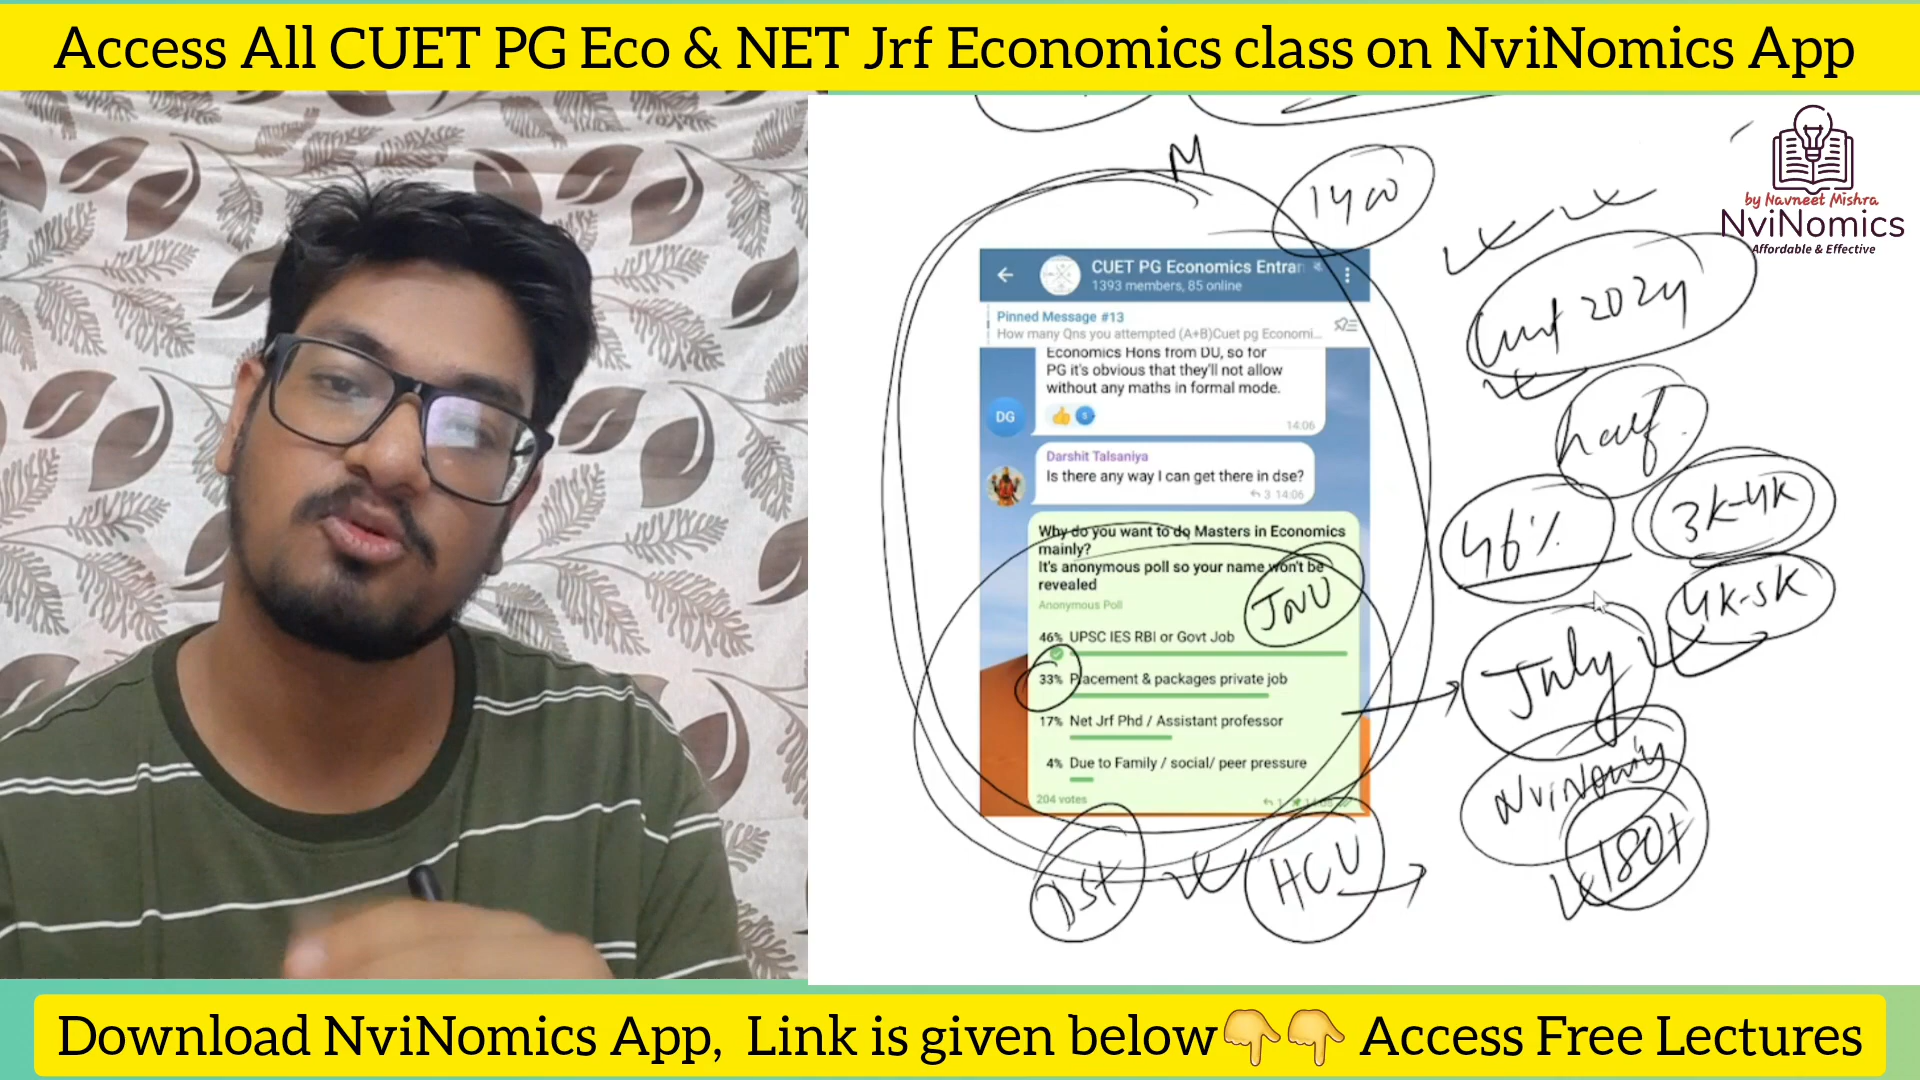 Access All CUET PG Eco & NET Jrf Economics class on NviNomics App
by Navneet Mishra
NviNomics
Affordable & Effective
M
1400
CUET PG Economics Entran
1393 members, 85 online
Pinned Message #13
How many Qns you attempted (A+B)Cuet pg Economi...
Economics Hons from DU, so for
PG it's obvious that they'll not allow
without any maths in formal mode.
DG
14:06
Darshit Talsaniya
Is there any way I can get there in dse?
3 14:06
Why do you want to do Masters in Economics
mainly?
It's anonymous poll so your name won't be
revealed
Anonymous Poll
46% UPSC IES RBI or Govt Job
33% Placement & packages private job
17% Net Jrf Phd / Assistant professor
4% Due to Family / social/ peer pressure
204 votes
JNU
Cuet 2024
half
46%
3k-4k
4k-5k
July
NviNomics
180+
HCU
Download NviNomics App, Link is given below👇👇 Access Free Lectures